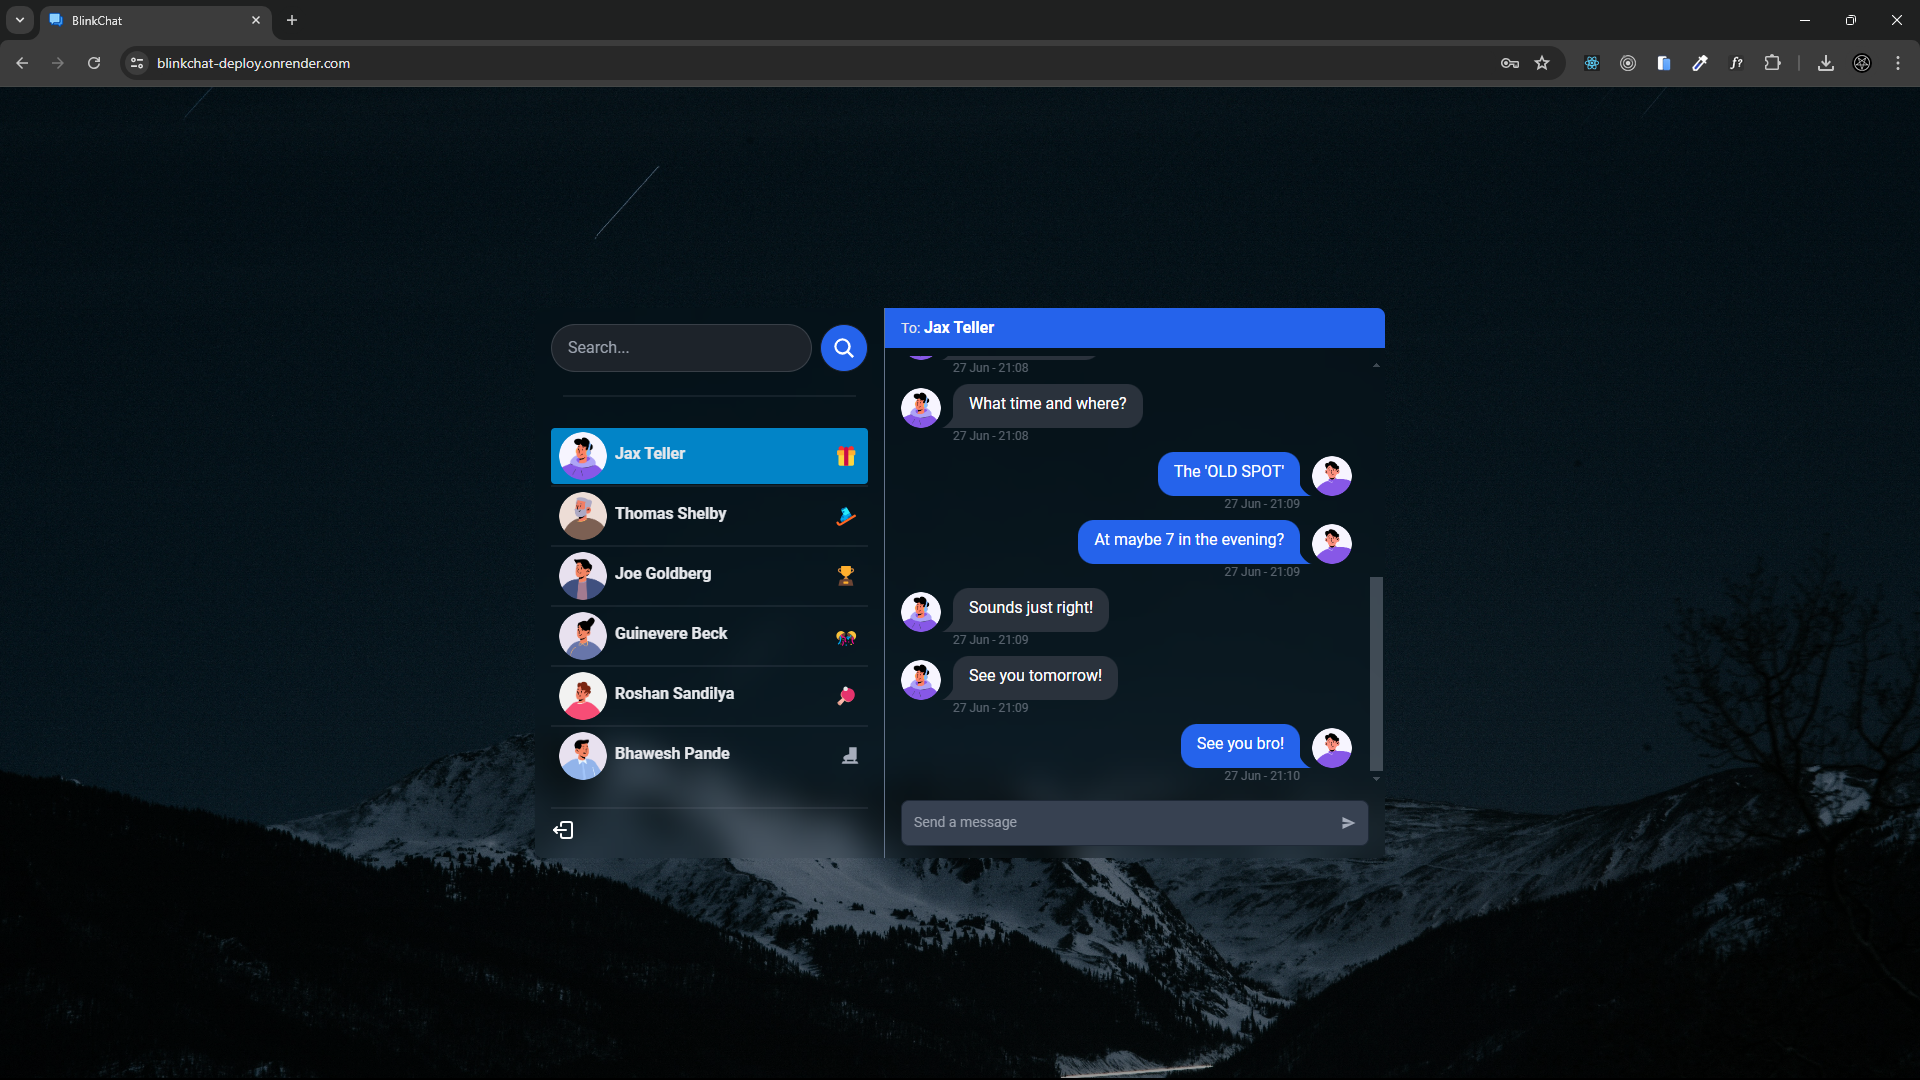 BlinkChat
blinkchat-deploy.onrender.com
f?
Search...
Jax Teller
Thomas Shelby
Joe Goldberg
Guinevere Beck
Roshan Sandilya
Bhawesh Pande
To: Jax Teller
27 Jun - 21:08
What time and where?
27 Jun - 21:08
The 'OLD SPOT'
27 Jun - 21:09
At maybe 7 in the evening?
27 Jun - 21:09
Sounds just right!
27 Jun - 21:09
See you tomorrow!
27 Jun - 21:09
See you bro!
27 Jun - 21:10
Send a message